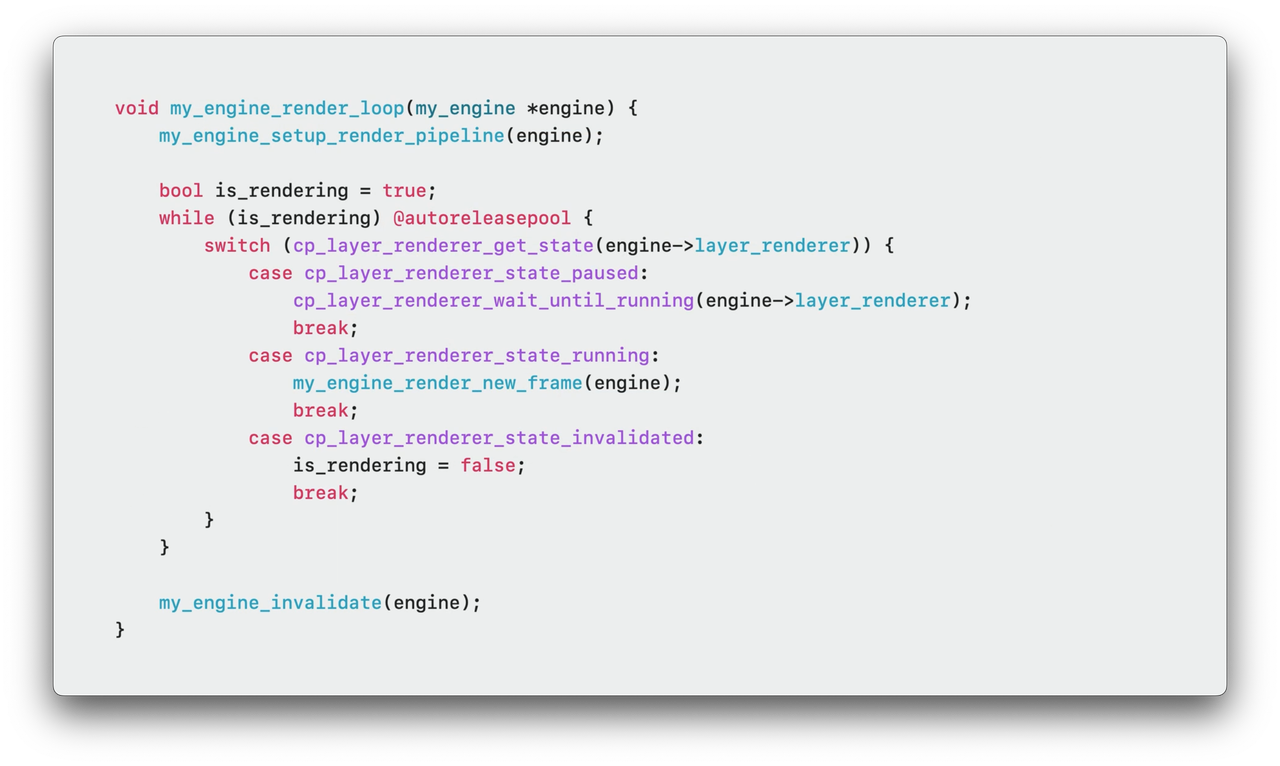 void my_engine_render_loop(my_engine *engine) {
    my_engine_setup_render_pipeline(engine);

    bool is_rendering = true;
    while (is_rendering) @autoreleasepool {
        switch (cp_layer_renderer_get_state(engine->layer_renderer)) {
            case cp_layer_renderer_state_paused:
                cp_layer_renderer_wait_until_running(engine->layer_renderer);
                break;
            case cp_layer_renderer_state_running:
                my_engine_render_new_frame(engine);
                break;
            case cp_layer_renderer_state_invalidated:
                is_rendering = false;
                break;
        }
    }

    my_engine_invalidate(engine);
}